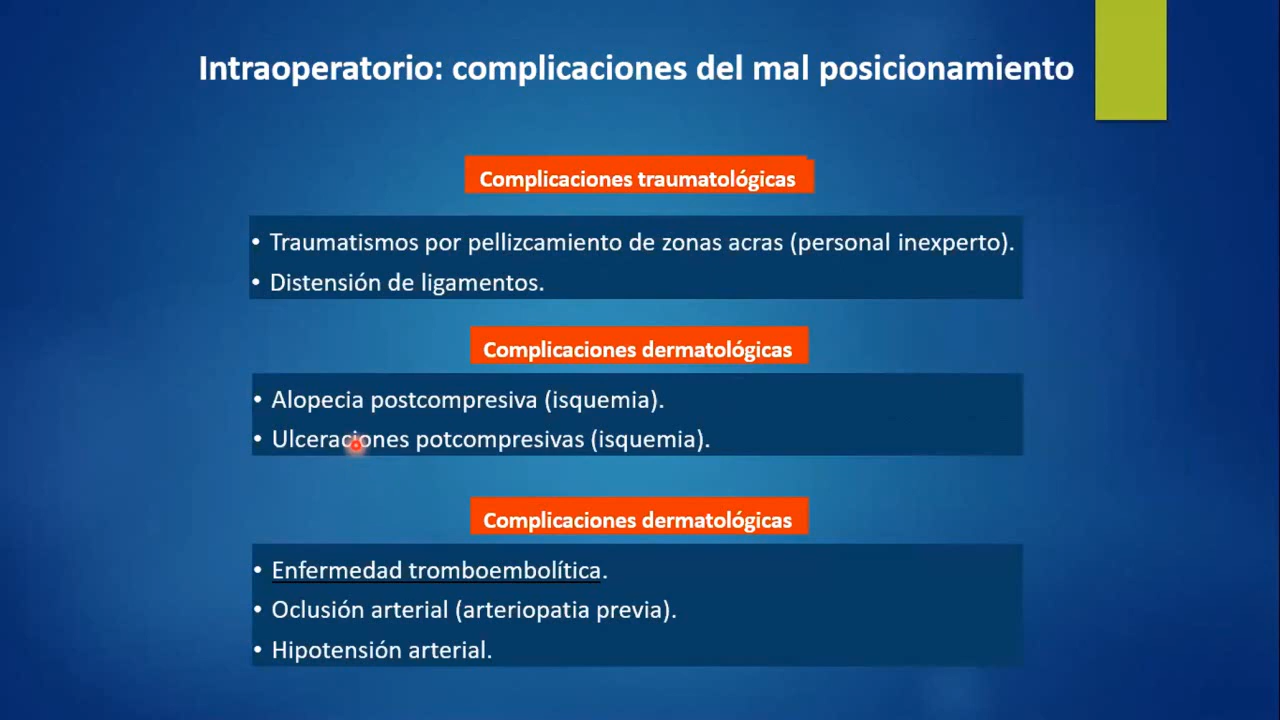 Intraoperatorio: complicaciones del mal posicionamiento
Complicaciones traumatológicas
• Traumatismos por pellizcamiento de zonas acras (personal inexperto).
• Distensión de ligamentos.
Complicaciones dermatológicas
• Alopecia postcompresiva (isquemia).
• Ulceraciones potcompresivas (isquemia).
Complicaciones dermatológicas
• Enfermedad tromboembolítica.
• Oclusión arterial (arteriopatia previa).
• Hipotensión arterial.